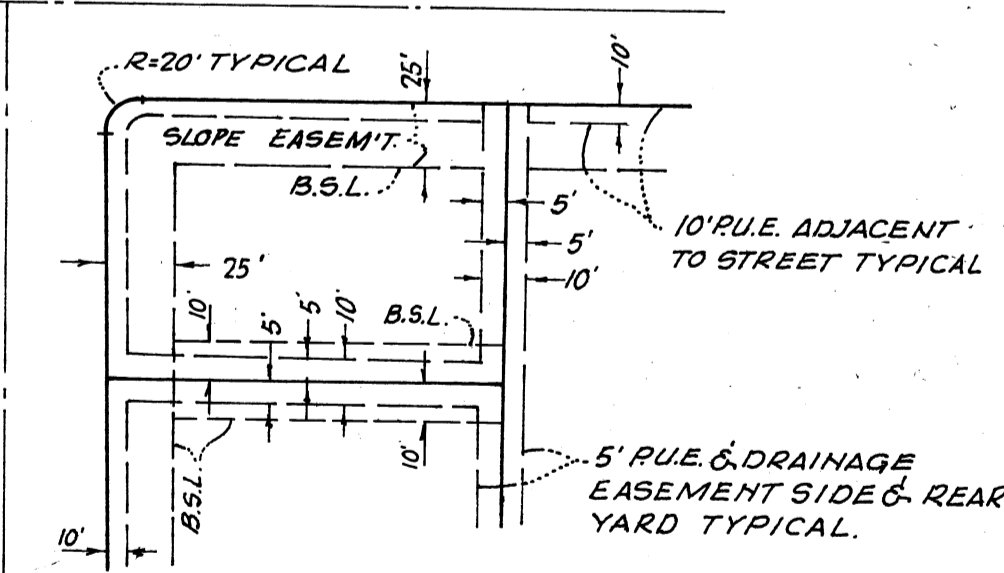 R=20' TYPICAL
25'
10'
SLOPE EASEM'T.
B.S.L.
5'
5'
10'
10' P.U.E. ADJACENT
TO STREET TYPICAL
25'
10'
5'
5'
10'
B.S.L.
10'
B.S.L.
10'
5' P.U.E. & DRAINAGE
EASEMENT SIDE & REAR
YARD TYPICAL.